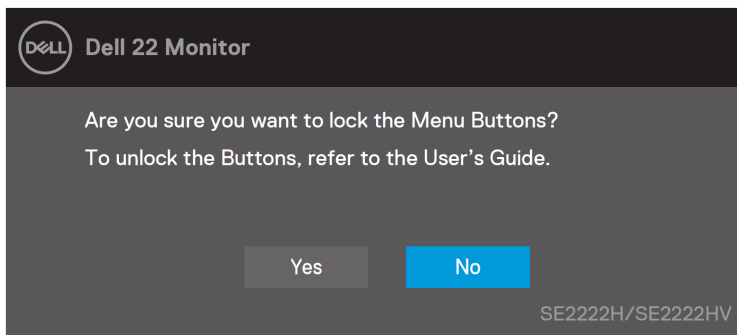 DELL Dell 22 Monitor
Are you sure you want to lock the Menu Buttons?
To unlock the Buttons, refer to the User’s Guide.
Yes No
SE2222H/SE2222HV